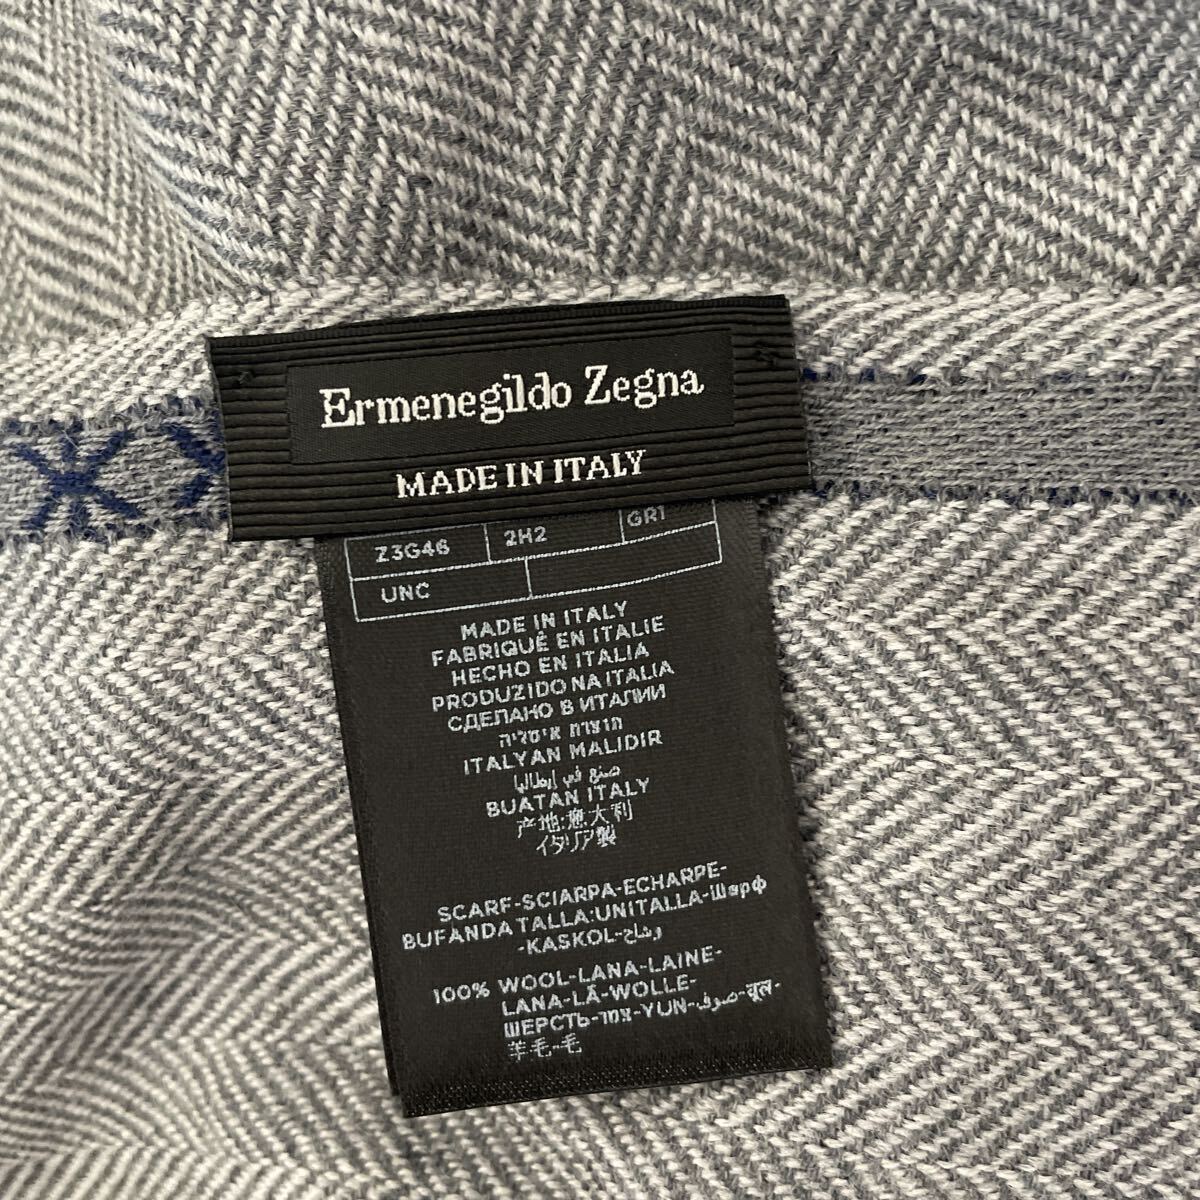 Ermenegildo Zegna
MADE IN ITALY
Z3G46 2H2 GR1
UNC
MADE IN ITALY
FABRIQUÉ EN ITALIE
HECHO EN ITALIA
PRODUZIDO NA ITALIA
СДЕЛАНО В ИТАЛИИ
תוצרת איטליה
ITALYAN MALIDIR
صنع في إيطاليا
BUATAN ITALY
产地:意大利
イタリア製
SCARF-SCIARPA-ECHARPE-
BUFANDA TALLA:UNITALLA-Шарф
-KASKOL-وشاح
100% WOOL-LANA-LAINE-
LANA-LÃ-WOLLE-
ШЕРСТЬ-צמר-YUN-صوف-वूल-
羊毛-毛